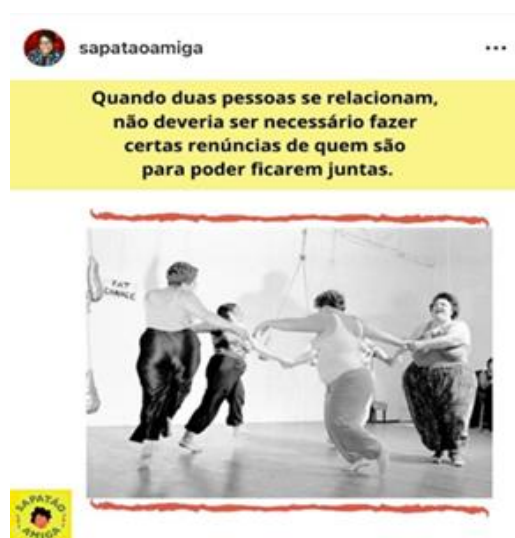 sapataoamiga
Quando duas pessoas se relacionam,
não deveria ser necessário fazer
certas renúncias de quem são
para poder ficarem juntas.
FAT
CHANCE
SAPATÃO
AMIGA